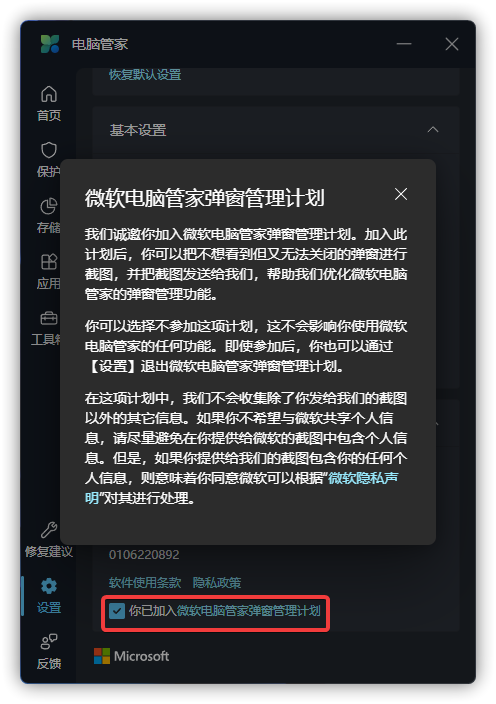 电脑管家
恢复默认设置
首页
基本设置
保护
微软电脑管家弹窗管理计划
存储
我们诚邀你加入微软电脑管家弹窗管理计划。加入此
计划后，你可以把不想看到但又无法关闭的弹窗进行
截图，并把截图发送给我们，帮助我们优化微软电脑
管家的弹窗管理功能。
应用
你可以选择不参加这项计划，这不会影响你使用微软
电脑管家的任何功能。即使参加后，你也可以通过
【设置】退出微软电脑管家弹窗管理计划。
工具箱
在这项计划中，我们不会收集除了你发给我们的截图
以外的其它信息。如果你不希望与微软共享个人信
息，请尽量避免在你提供给微软的截图中包含个人信
息。但是，如果你提供给我们的截图包含你的任何个
人信息，则意味着你同意微软可以根据“微软隐私声
明”对其进行处理。
修复建议
0106220892
软件使用条款 隐私政策
设置
你已加入微软电脑管家弹窗管理计划
反馈
Microsoft